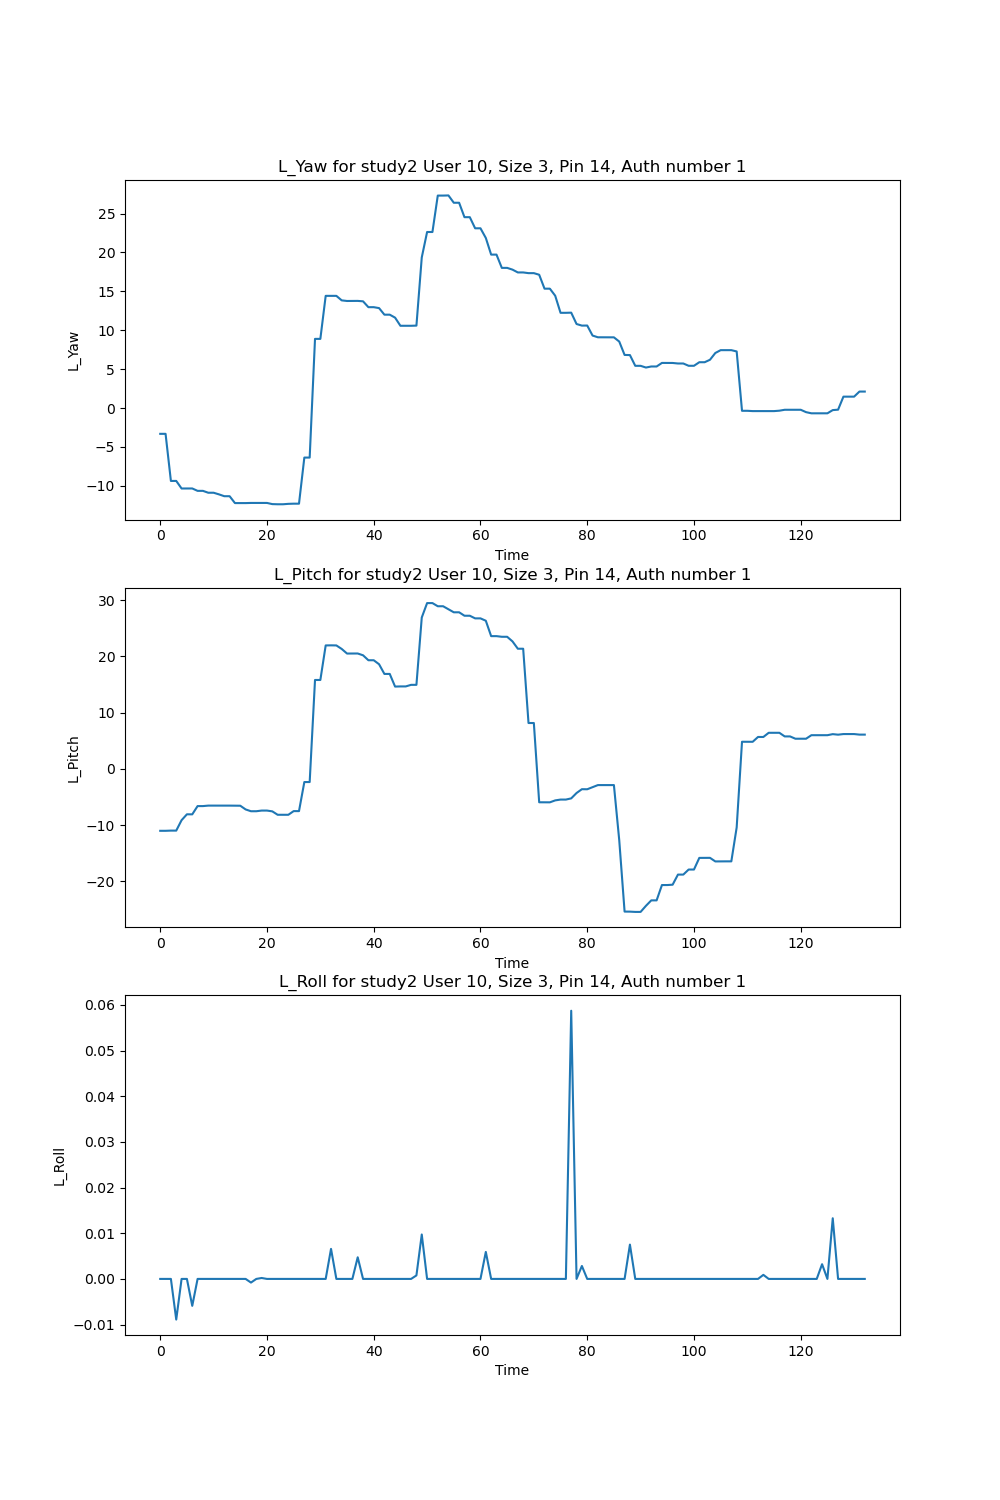 L_Yaw for study2 User 10, Size 3, Pin 14, Auth number 1
25
20
15
10
5
0
−5
−10
L_Yaw
0 20 40 60 80 100 120
Time
L_Pitch for study2 User 10, Size 3, Pin 14, Auth number 1
30
20
10
0
−10
−20
L_Pitch
0 20 40 60 80 100 120
Time
L_Roll for study2 User 10, Size 3, Pin 14, Auth number 1
0.06
0.05
0.04
0.03
0.02
0.01
0.00
−0.01
L_Roll
0 20 40 60 80 100 120
Time